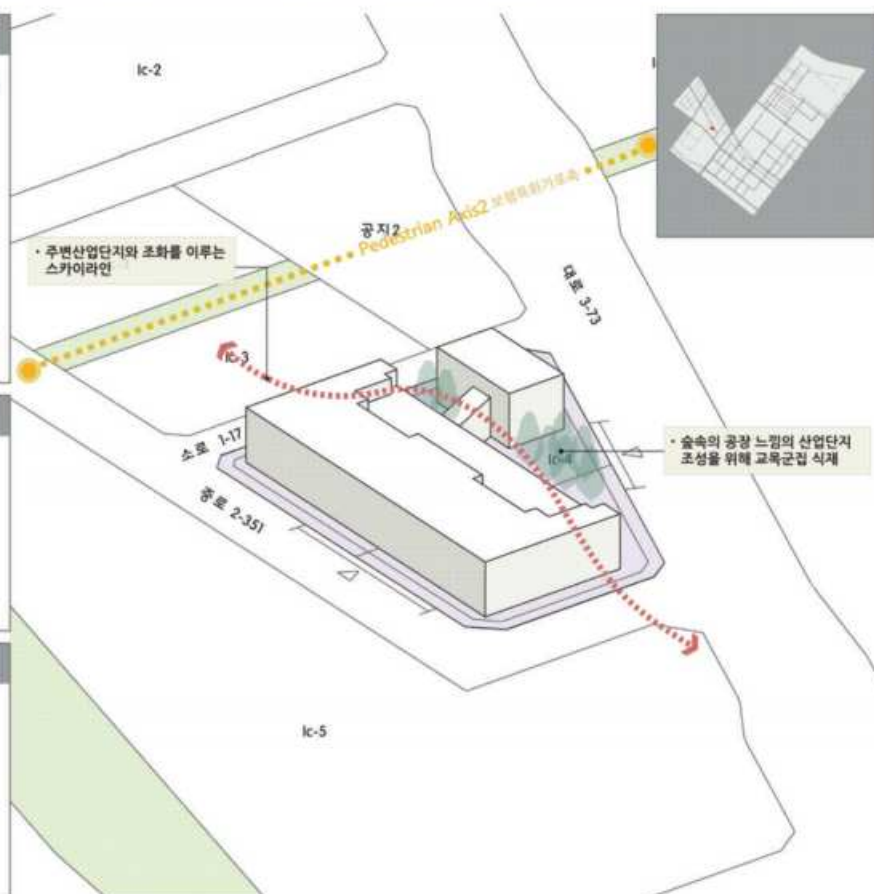 Ic-2
공지2
Pedestrian Axis2 보행특화가로축
· 주변산업단지와 조화를 이루는
스카이라인
대로 3-73
Ic-3
소로 1-17
· 숲속의 공장 느낌의 산업단지
조성을 위해 교목군집 식재
Ic-4
중로 2-351
Ic-5